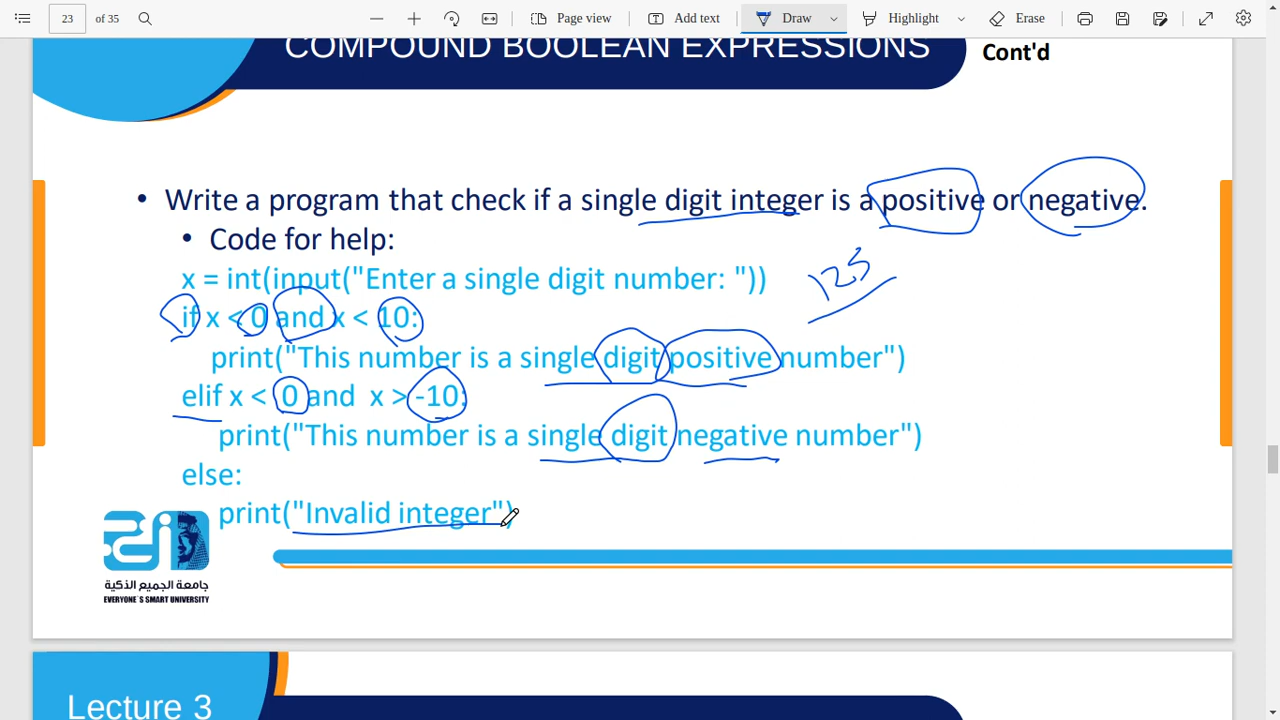 23 of 35 Page view Add text Draw Highlight Erase
COMPOUND BOOLEAN EXPRESSIONS
Cont'd
• Write a program that check if a single digit integer is a positive or negative.
• Code for help:
x = int(input("Enter a single digit number: "))
125
if x < 0 and x < 10:
print("This number is a single digit positive number")
elif x < 0 and x > -10:
print("This number is a single digit negative number")
else:
print("Invalid integer")
جامعة الجميع الذكية
EVERYONE`S SMART UNIVERSITY
Lecture 3